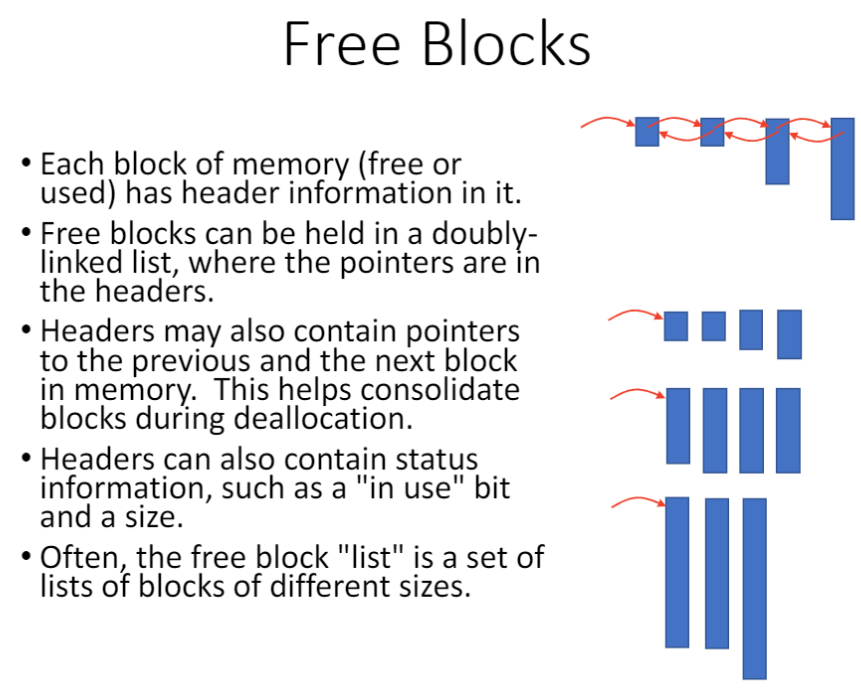 Free Blocks
• Each block of memory (free or
used) has header information in it.
• Free blocks can be held in a doubly-
linked list, where the pointers are in
the headers.
• Headers may also contain pointers
to the previous and the next block
in memory.  This helps consolidate
blocks during deallocation.
• Headers can also contain status
information, such as a "in use" bit
and a size.
• Often, the free block "list" is a set of
lists of blocks of different sizes.